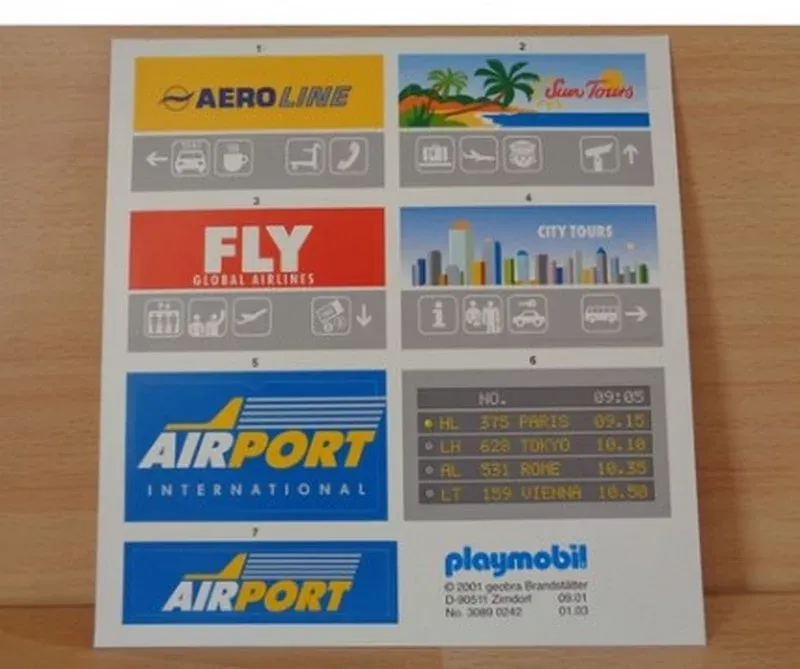 1
AERO LINE
2
Sun Tours
3
FLY
GLOBAL AIRLINES
4
CITY TOURS
i
5
AIRPORT
INTERNATIONAL
6
NO. 09:05
HL 375 PARIS 09.15
LH 628 TOKYO 10.10
AL 531 ROME 10.35
LT 159 VIENNA 10.50
7
AIRPORT
playmobil
© 2001 geobra Brandstätter
D-90511 Zirndorf 09.01
No. 3089 0242 01.03